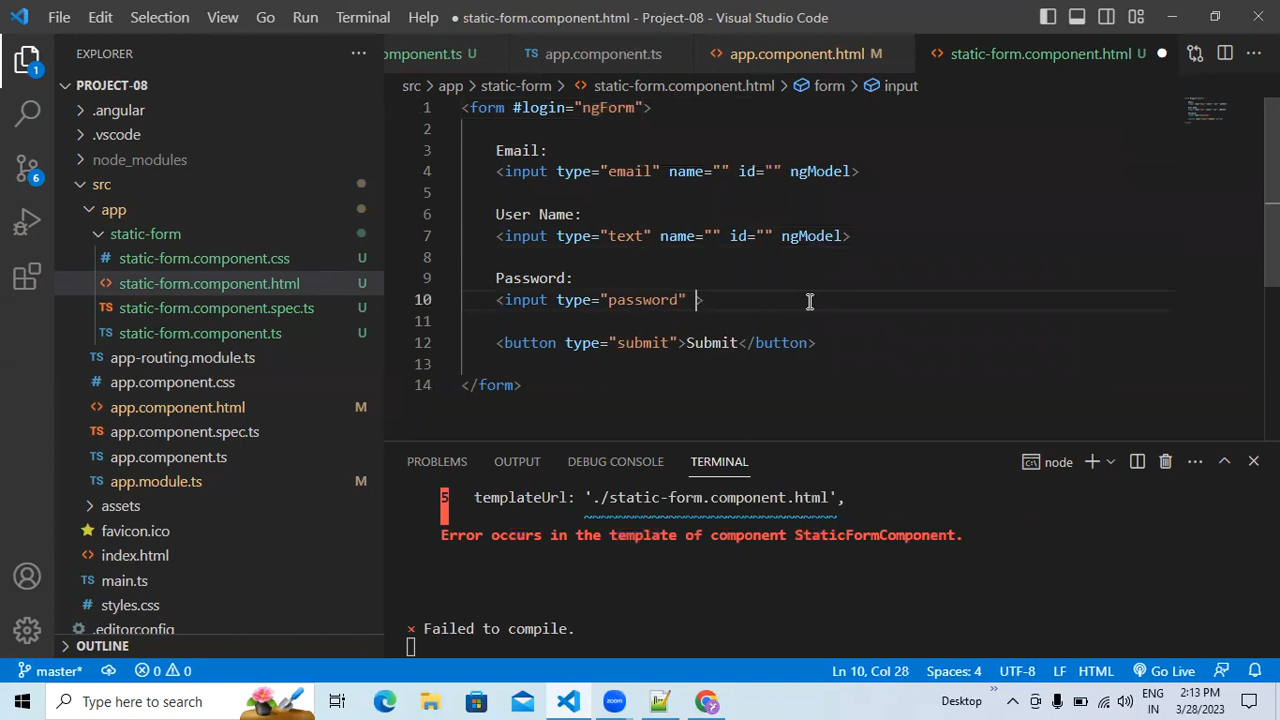 File Edit Selection View Go Run Terminal Help ● static-form.component.html - Project-08 - Visual Studio Code
EXPLORER ···
component.ts U TS app.component.ts <> app.component.html M <> static-form.component.html U ● ···
1
PROJECT-08
src > app > static-form > <> static-form.component.html > form > input
.angular
.vscode
node_modules
src
app
static-form
# static-form.component.css U
<> static-form.component.html U
TS static-form.component.spec.ts U
TS static-form.component.ts U
TS app-routing.module.ts
# app.component.css
<> app.component.html M
TS app.component.spec.ts
TS app.component.ts
TS app.module.ts M
assets
favicon.ico
index.html
TS main.ts
# styles.css
.editorconfig
OUTLINE
6
1 <form #login="ngForm">
2
3 Email:
4 <input type="email" name="" id="" ngModel>
5
6 User Name:
7 <input type="text" name="" id="" ngModel>
8
9 Password:
10 <input type="password" >
11
12 <button type="submit">Submit</button>
13
14 </form>
PROBLEMS OUTPUT DEBUG CONSOLE TERMINAL node ···
5 templateUrl: './static-form.component.html',
~~~~~~~~~~~~~~~~~~~~~~~~~~~~~~
Error occurs in the template of component StaticFormComponent.
× Failed to compile.
master* 0 0 Ln 10, Col 28 Spaces: 4 UTF-8 LF HTML Go Live
Type here to search Desktop » ENG IN 2:13 PM 3/28/2023